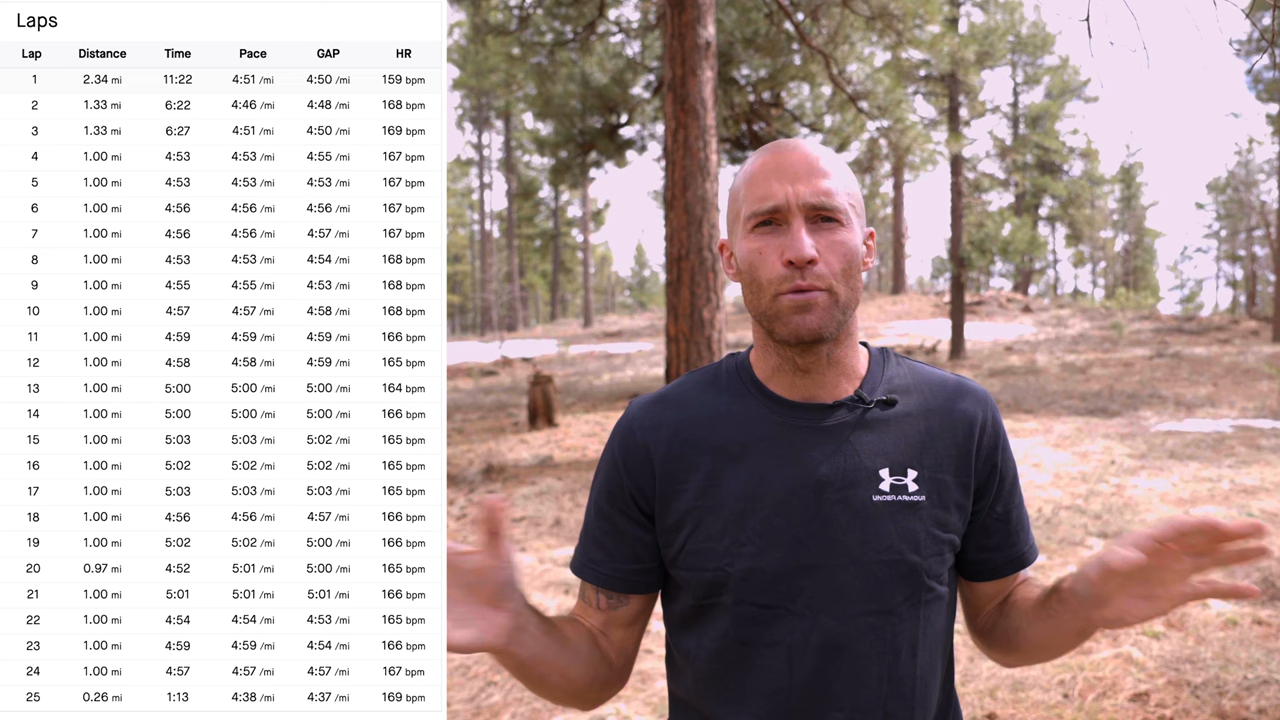 Laps
Lap Distance Time Pace GAP HR
1 2.34 mi 11:22 4:51 /mi 4:50 /mi 159 bpm
2 1.33 mi 6:22 4:46 /mi 4:48 /mi 168 bpm
3 1.33 mi 6:27 4:51 /mi 4:50 /mi 169 bpm
4 1.00 mi 4:53 4:53 /mi 4:55 /mi 167 bpm
5 1.00 mi 4:53 4:53 /mi 4:53 /mi 167 bpm
6 1.00 mi 4:56 4:56 /mi 4:56 /mi 167 bpm
7 1.00 mi 4:56 4:56 /mi 4:57 /mi 167 bpm
8 1.00 mi 4:53 4:53 /mi 4:54 /mi 168 bpm
9 1.00 mi 4:55 4:55 /mi 4:53 /mi 168 bpm
10 1.00 mi 4:57 4:57 /mi 4:58 /mi 168 bpm
11 1.00 mi 4:59 4:59 /mi 4:59 /mi 166 bpm
12 1.00 mi 4:58 4:58 /mi 4:59 /mi 165 bpm
13 1.00 mi 5:00 5:00 /mi 5:00 /mi 164 bpm
14 1.00 mi 5:00 5:00 /mi 5:00 /mi 166 bpm
15 1.00 mi 5:03 5:03 /mi 5:02 /mi 165 bpm
16 1.00 mi 5:02 5:02 /mi 5:02 /mi 165 bpm
17 1.00 mi 5:03 5:03 /mi 5:03 /mi 165 bpm
18 1.00 mi 4:56 4:56 /mi 4:57 /mi 166 bpm
19 1.00 mi 5:02 5:02 /mi 5:00 /mi 166 bpm
20 0.97 mi 4:52 5:01 /mi 5:00 /mi 165 bpm
21 1.00 mi 5:01 5:01 /mi 5:01 /mi 166 bpm
22 1.00 mi 4:54 4:54 /mi 4:53 /mi 165 bpm
23 1.00 mi 4:59 4:59 /mi 4:54 /mi 166 bpm
24 1.00 mi 4:57 4:57 /mi 4:57 /mi 167 bpm
25 0.26 mi 1:13 4:38 /mi 4:37 /mi 169 bpm
UNDER ARMOUR